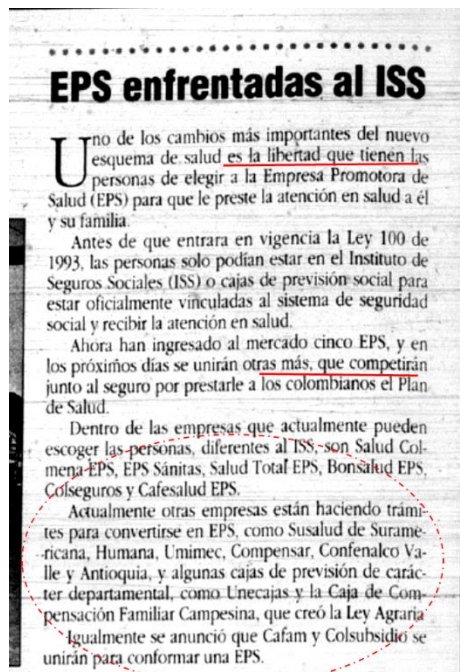 EPS enfrentadas al ISS
Uno de los cambios más importantes del nuevo
esquema de salud es la libertad que tienen las
personas de elegir a la Empresa Promotora de
Salud (EPS) para que le preste la atención en salud a él
y su familia.
Antes de que entrara en vigencia la Ley 100 de
1993, las personas solo podían estar en el Instituto de
Seguros Sociales (ISS) o cajas de previsión social para
estar oficialmente vinculadas al sistema de seguridad
social y recibir la atención en salud.
Ahora han ingresado al mercado cinco EPS, y en
los próximos días se unirán otras más, que competirán
junto al seguro por prestarle a los colombianos el Plan
de Salud.
Dentro de las empresas que actualmente pueden
escoger las personas, diferentes al ISS, son Salud Col-
mena EPS, EPS Sánitas, Salud Total EPS, Bonsalud EPS,
Colseguros y Cafesalud EPS.
Actualmente otras empresas están haciendo trámi-
tes para convertirse en EPS, como Susalud de Surame-
ricana, Humana, Umimec, Compensar, Confenalco Va-
lle y Antioquia, y algunas cajas de previsión de carác-
ter departamental, como Unecajas y la Caja de Com-
pensación Familiar Campesina, que creó la Ley Agraria
Igualmente se anunció que Cafam y Colsubsidio se
unirán para conformar una EPS.